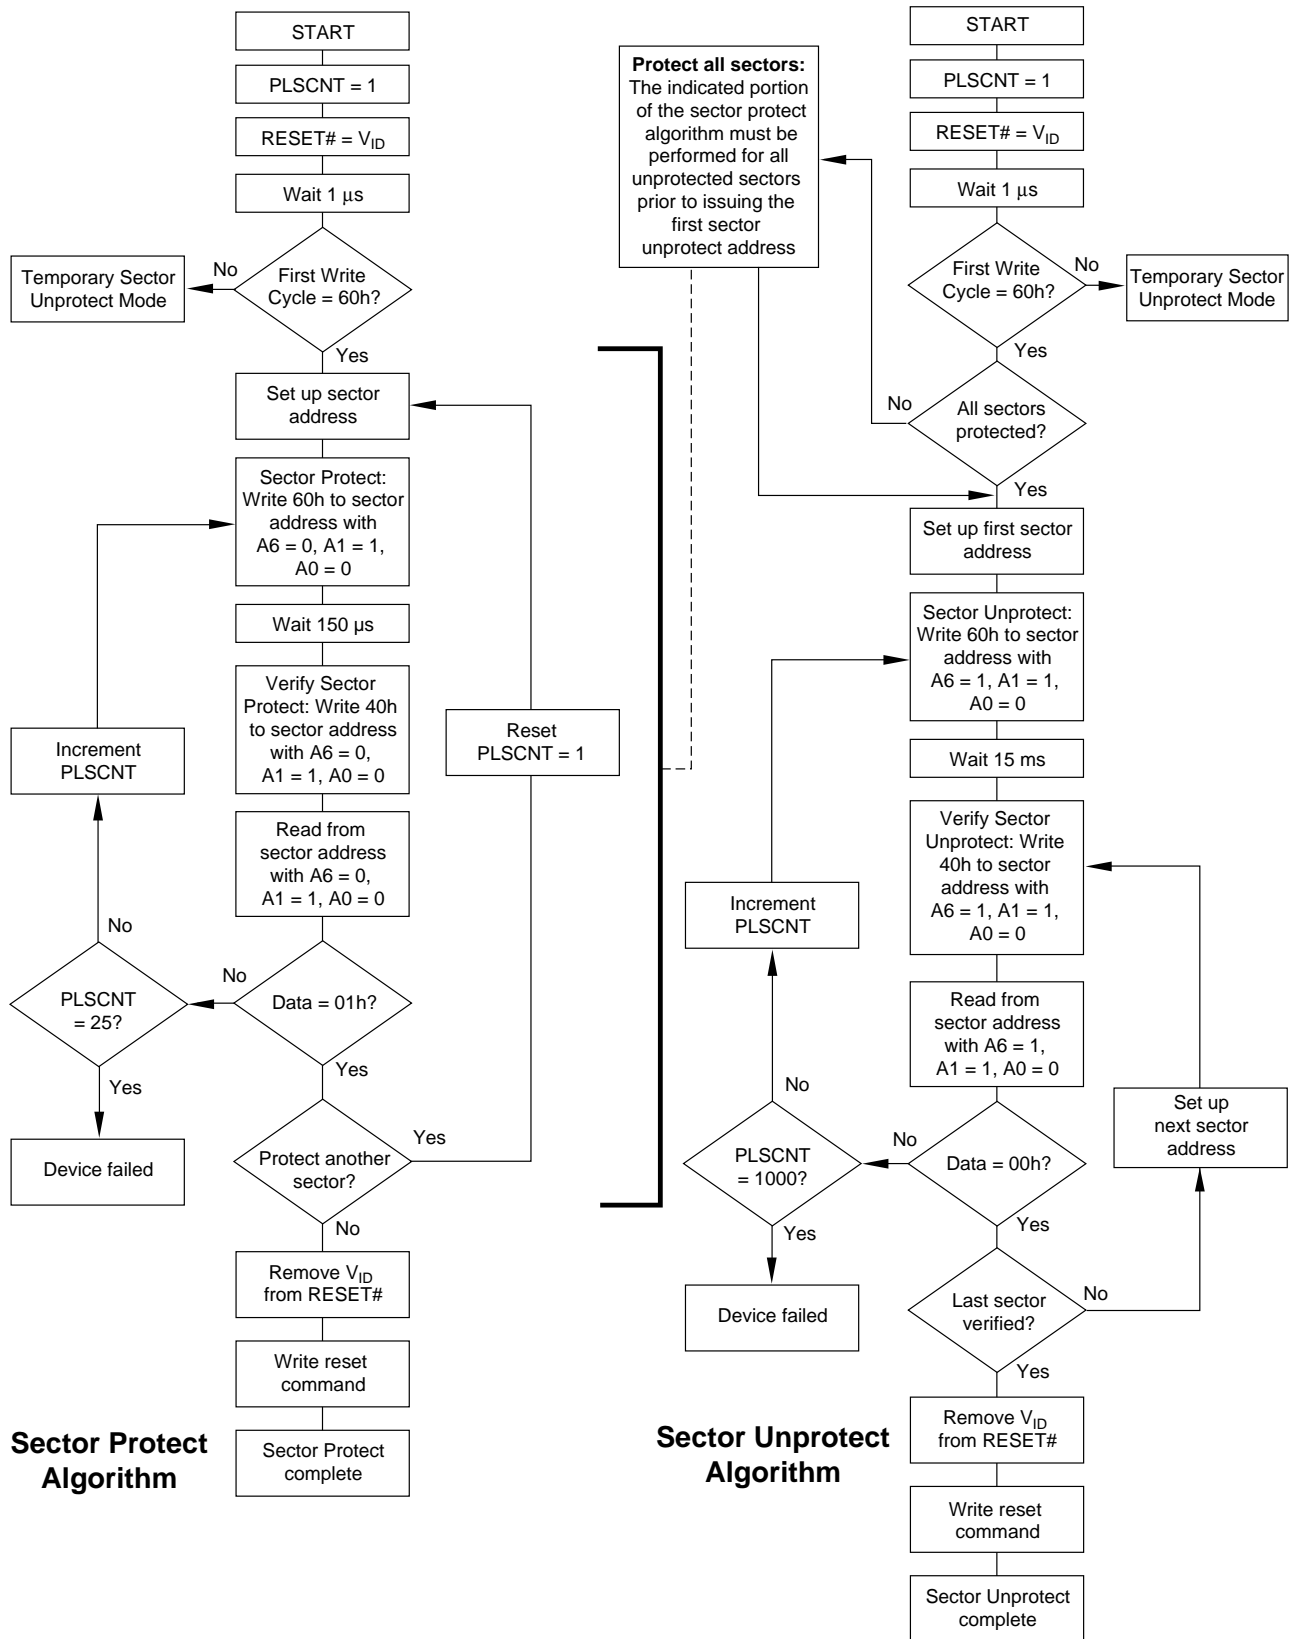 START
PLSCNT = 1
RESET# = VID
Wait 1 μs
First Write
Cycle = 60h?
No
Temporary Sector
Unprotect Mode
Yes
Set up sector
address
Sector Protect:
Write 60h to sector
address with
A6 = 0, A1 = 1,
A0 = 0
Wait 150 µs
Verify Sector
Protect: Write 40h
to sector address
with A6 = 0,
A1 = 1, A0 = 0
Increment
PLSCNT
Reset
PLSCNT = 1
Read from
sector address
with A6 = 0,
A1 = 1, A0 = 0
No
No
PLSCNT
= 25?
Data = 01h?
Yes
Yes
Device failed
Protect another
sector?
Yes
No
Remove VID
from RESET#
Write reset
command
Sector Protect
complete
Sector Protect
Algorithm
START
PLSCNT = 1
RESET# = VID
Wait 1 μs
Protect all sectors:
The indicated portion
of the sector protect
algorithm must be
performed for all
unprotected sectors
prior to issuing the
first sector
unprotect address
First Write
Cycle = 60h?
No
Temporary Sector
Unprotect Mode
Yes
No
All sectors
protected?
Yes
Set up first sector
address
Sector Unprotect:
Write 60h to sector
address with
A6 = 1, A1 = 1,
A0 = 0
Wait 15 ms
Verify Sector
Unprotect: Write
40h to sector
address with
A6 = 1, A1 = 1,
A0 = 0
Increment
PLSCNT
Read from
sector address
with A6 = 1,
A1 = 1, A0 = 0
No
No
PLSCNT
= 1000?
Data = 00h?
Set up
next sector
address
Yes
Yes
Device failed
Last sector
verified?
No
Yes
Remove VID
from RESET#
Write reset
command
Sector Unprotect
complete
Sector Unprotect
Algorithm